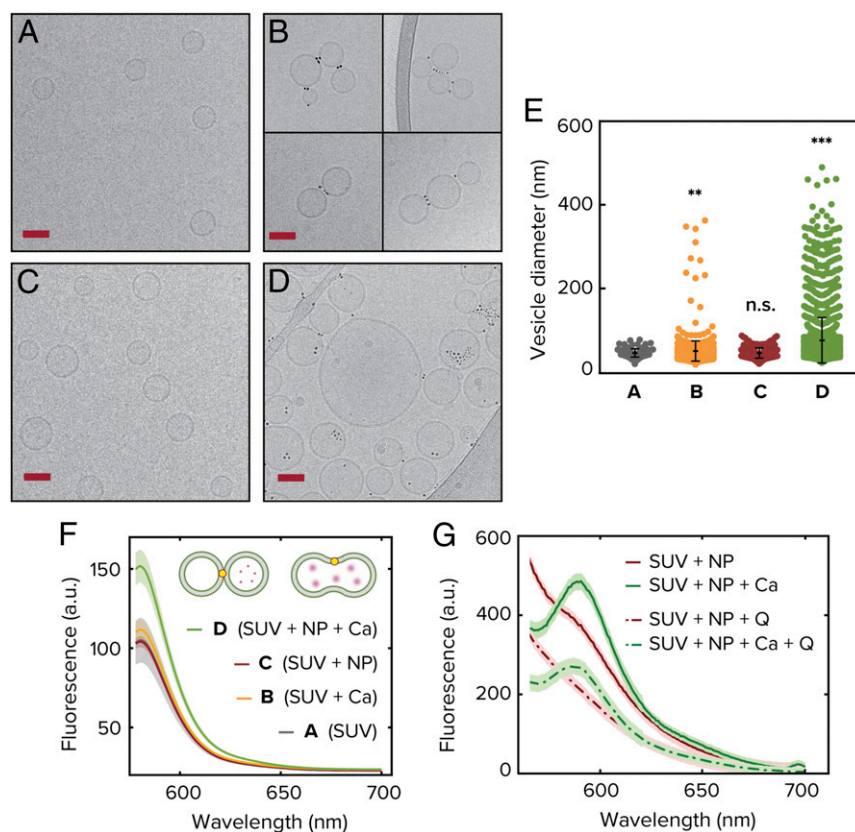 A
B
C
D
E
600
400
200
0
Vesicle diameter (nm)
**
n.s.
***
A B C D
F
150
100
50
Fluorescence (a.u.)
D (SUV + NP + Ca)
C (SUV + NP)
B (SUV + Ca)
A (SUV)
600 650 700
Wavelength (nm)
G
600
400
200
0
Fluorescence (a.u.)
SUV + NP
SUV + NP + Ca
SUV + NP + Q
SUV + NP + Ca + Q
600 650 700
Wavelength (nm)